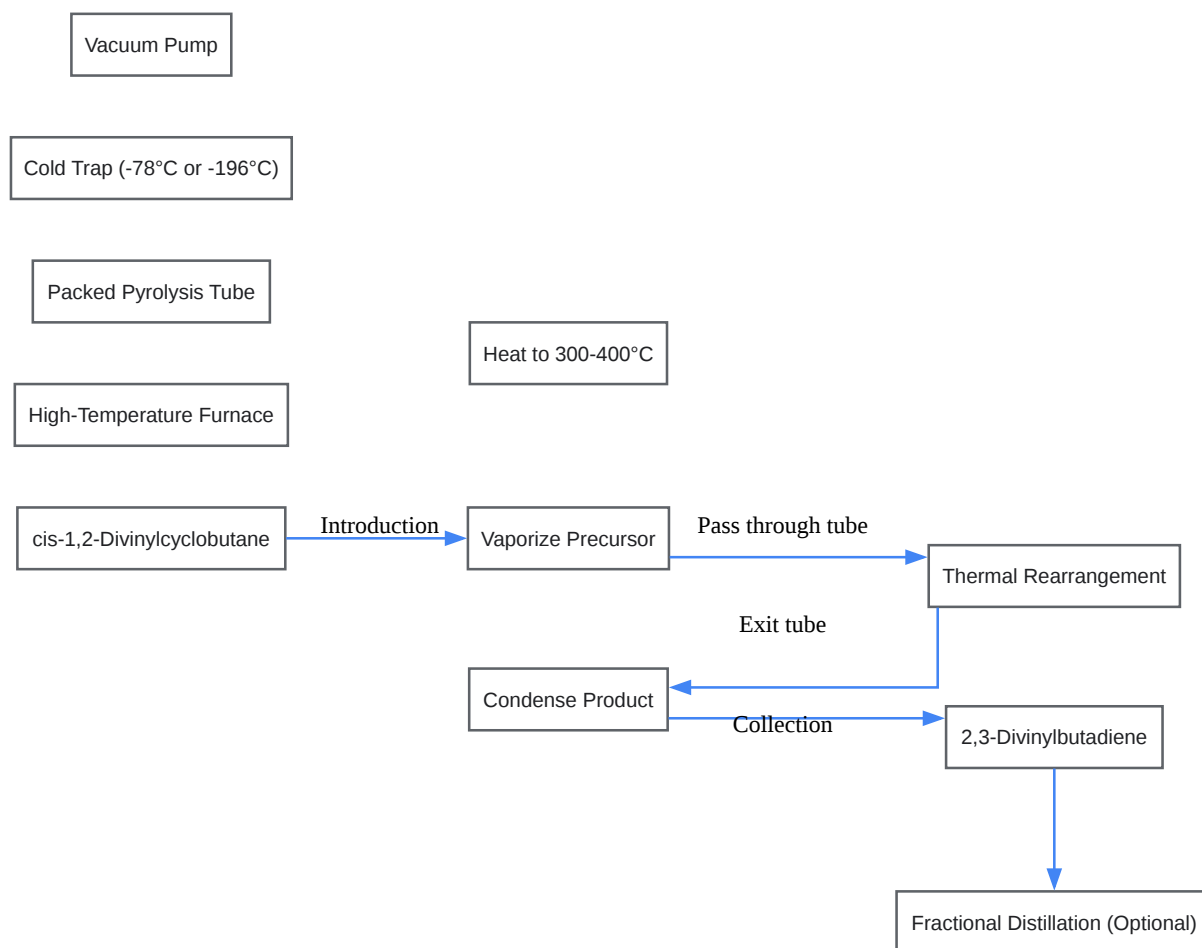 Vacuum Pump
Cold Trap (-78°C or -196°C)
Packed Pyrolysis Tube
Heat to 300-400°C
High-Temperature Furnace
cis-1,2-Divinylcyclobutane
Introduction
Vaporize Precursor
Pass through tube
Thermal Rearrangement
Exit tube
Condense Product
Collection
2,3-Divinylbutadiene
Fractional Distillation (Optional)